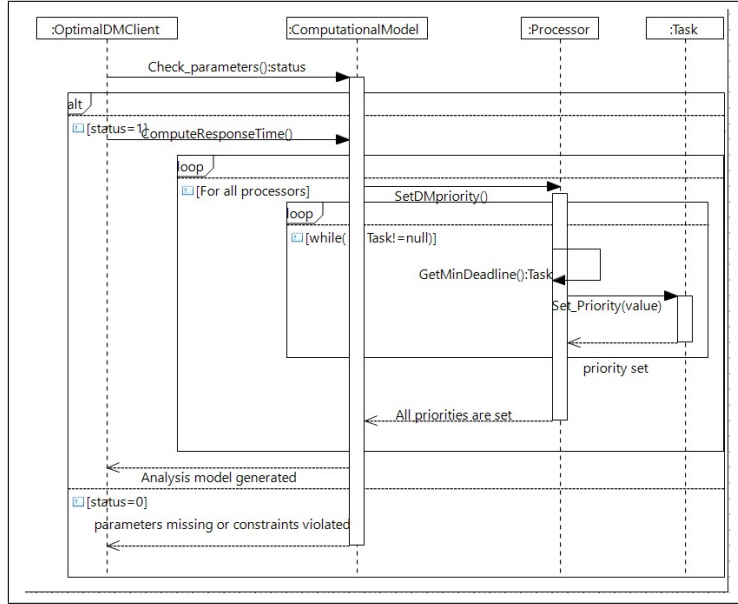 :OptimalDMClient
:ComputationalModel
:Processor
:Task
Check_parameters():status
alt
[status=1]
ComputeResponseTime()
loop
[For all processors]
SetDMpriority()
loop
[while( Task!=null)]
GetMinDeadline():Task
Set_Priority(value)
priority set
All priorities are set
Analysis model generated
[status=0]
parameters missing or constraints violated